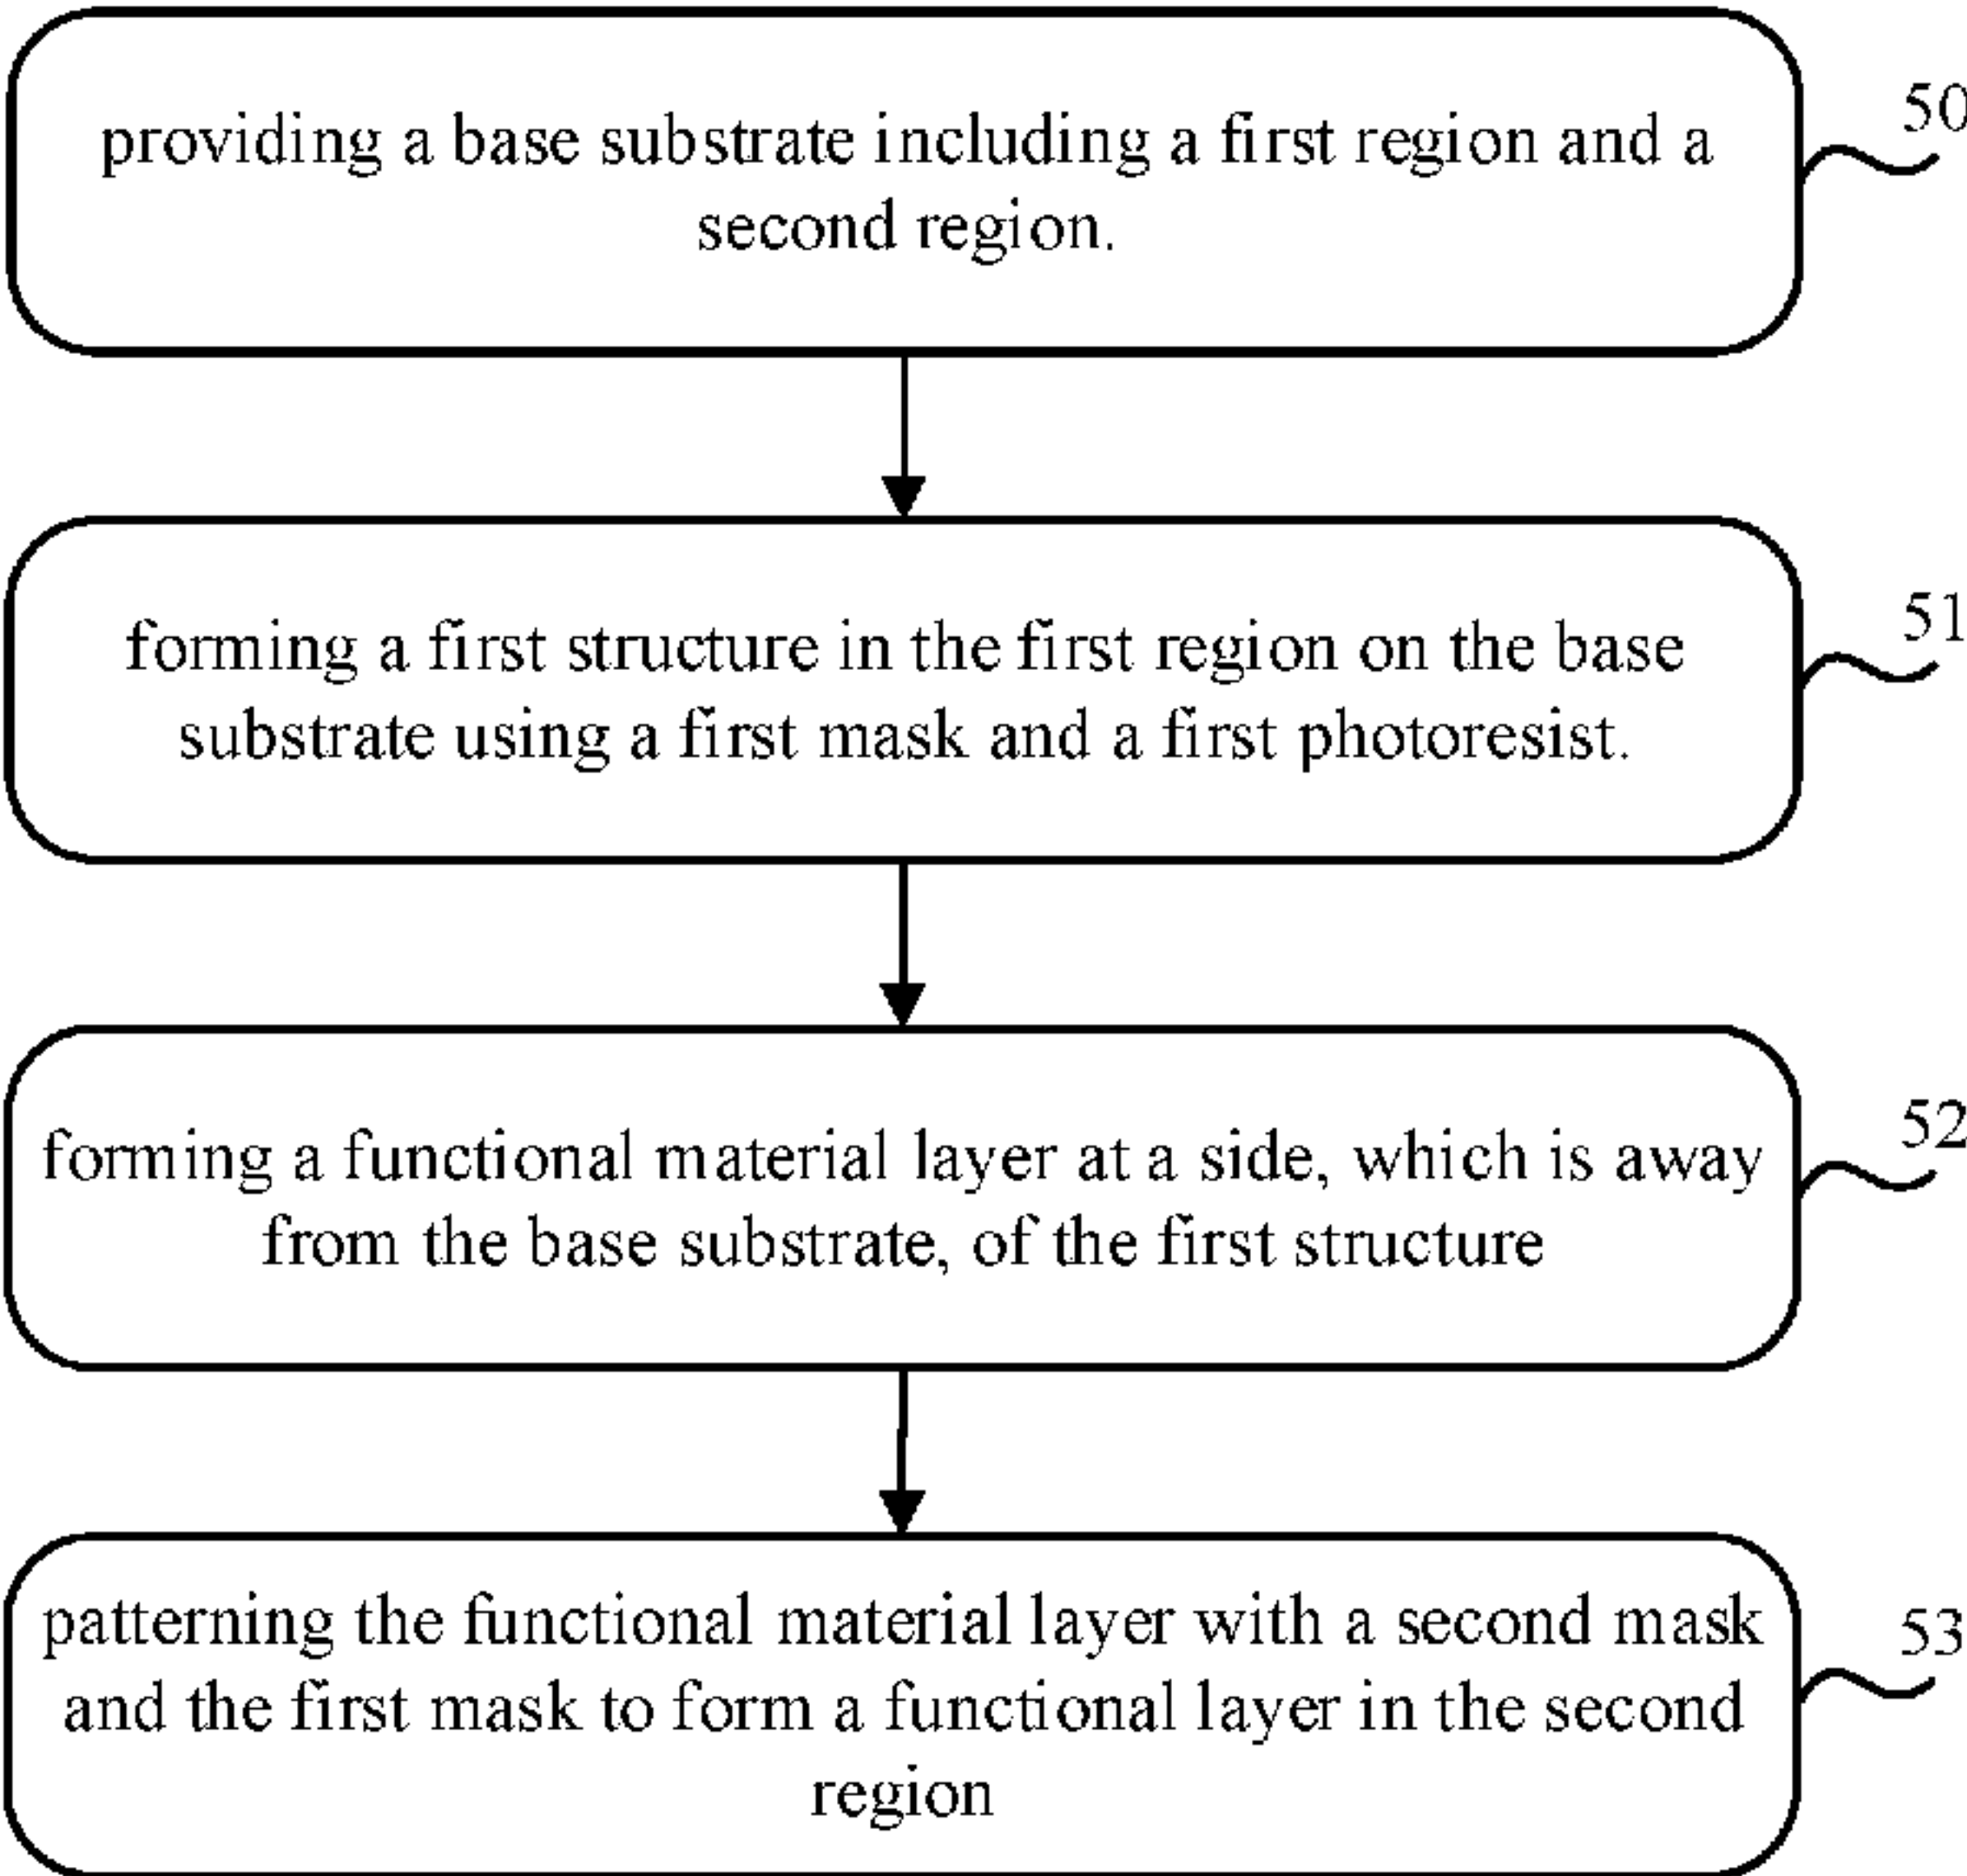 providing a base substrate including a first region and a
second region.
50
forming a first structure in the first region on the base
substrate using a first mask and a first photoresist.
51
forming a functional material layer at a side, which is away
from the base substrate, of the first structure
52
patterning the functional material layer with a second mask
and the first mask to form a functional layer in the second
region
53